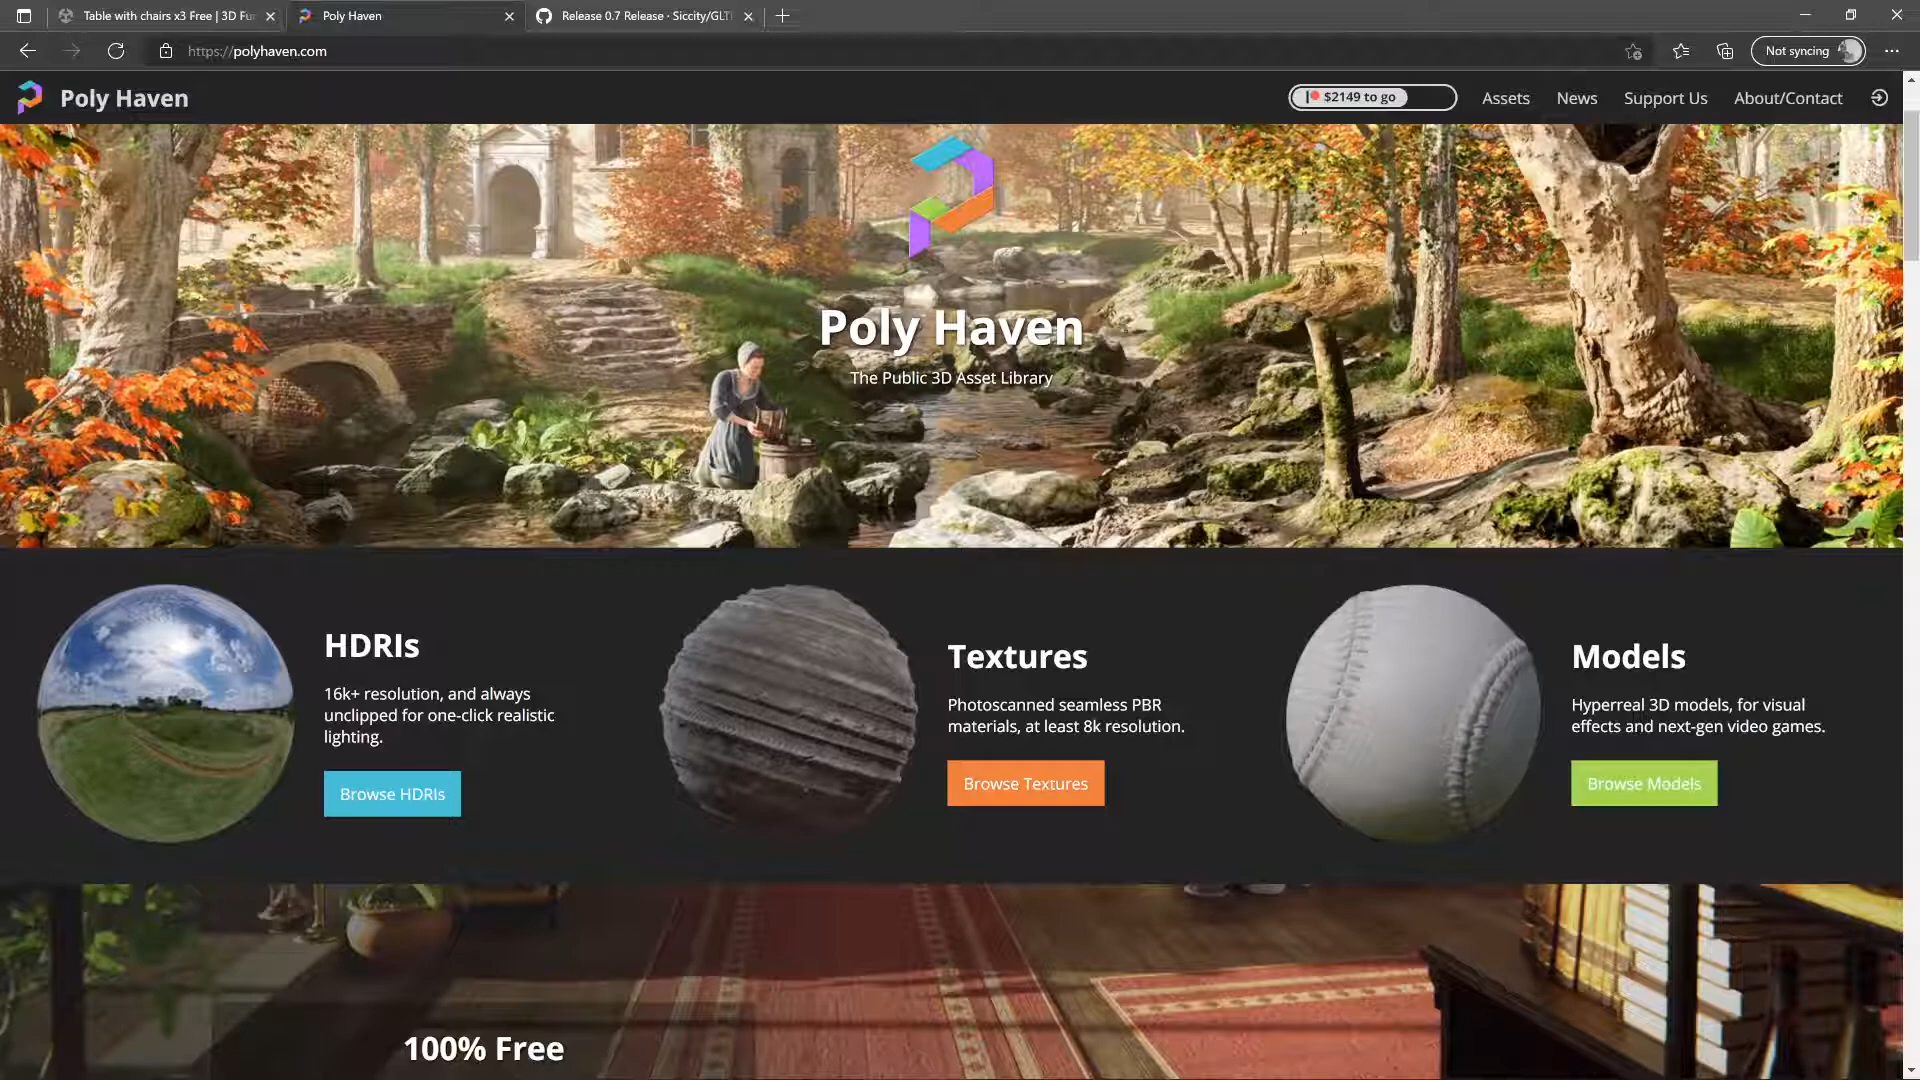 Table with chairs x3 Free | 3D Fur
Poly Haven
Release 0.7 Release · Siccity/GLT
https://polyhaven.com
Not syncing
Poly Haven
$2149 to go
Assets
News
Support Us
About/Contact
Poly Haven
The Public 3D Asset Library
HDRIs
16k+ resolution, and always
unclipped for one-click realistic
lighting.
Browse HDRIs
Textures
Photoscanned seamless PBR
materials, at least 8k resolution.
Browse Textures
Models
Hyperreal 3D models, for visual
effects and next-gen video games.
Browse Models
100% Free